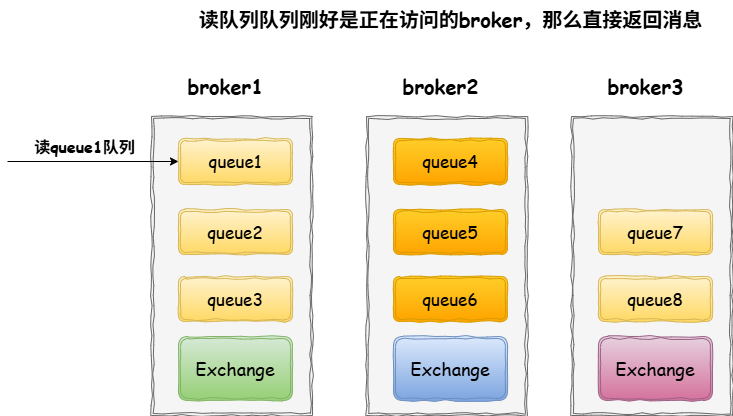 读队列队列刚好是正在访问的broker，那么直接返回消息
broker1 broker2 broker3
读queue1队列
queue1 queue4
queue2 queue5 queue7
queue3 queue6 queue8
Exchange Exchange Exchange